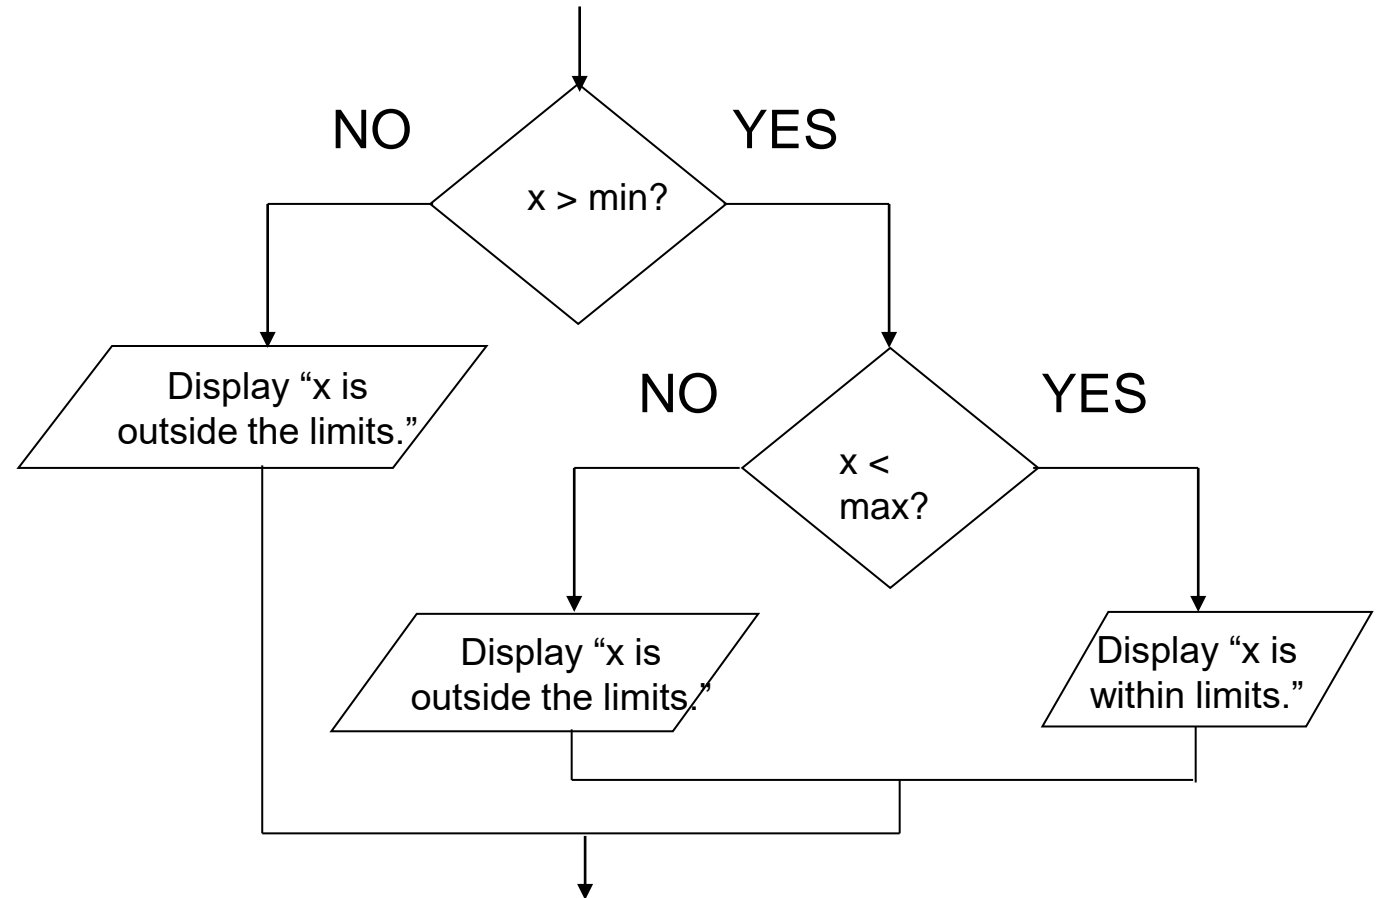 NO
YES
x > min?
Display “x is
outside the limits.”
NO
YES
x <
max?
Display “x is
outside the limits.”
Display “x is
within limits.”